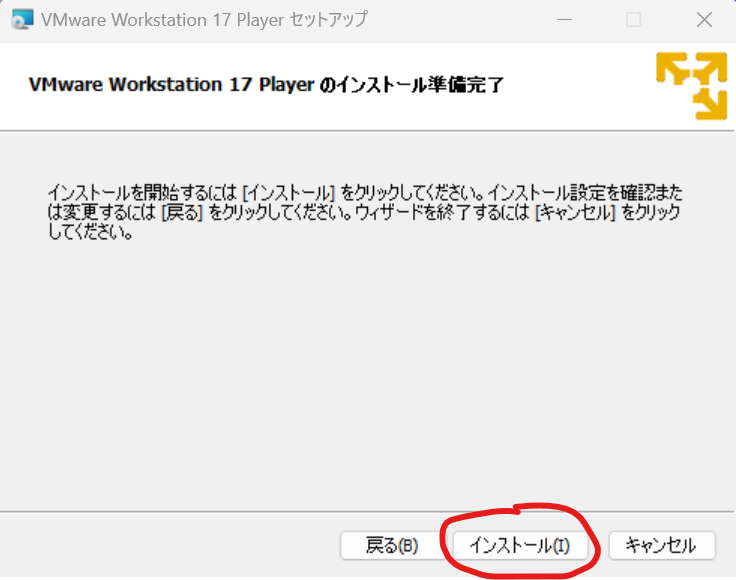 VMware Workstation 17 Player セットアップ
VMware Workstation 17 Player のインストール準備完了
インストールを開始するには [インストール] をクリックしてください。インストール設定を確認また
は変更するには [戻る] をクリックしてください。ウィザードを終了するには [キャンセル] をクリック
してください。
戻る(B)
インストール(I)
キャンセル